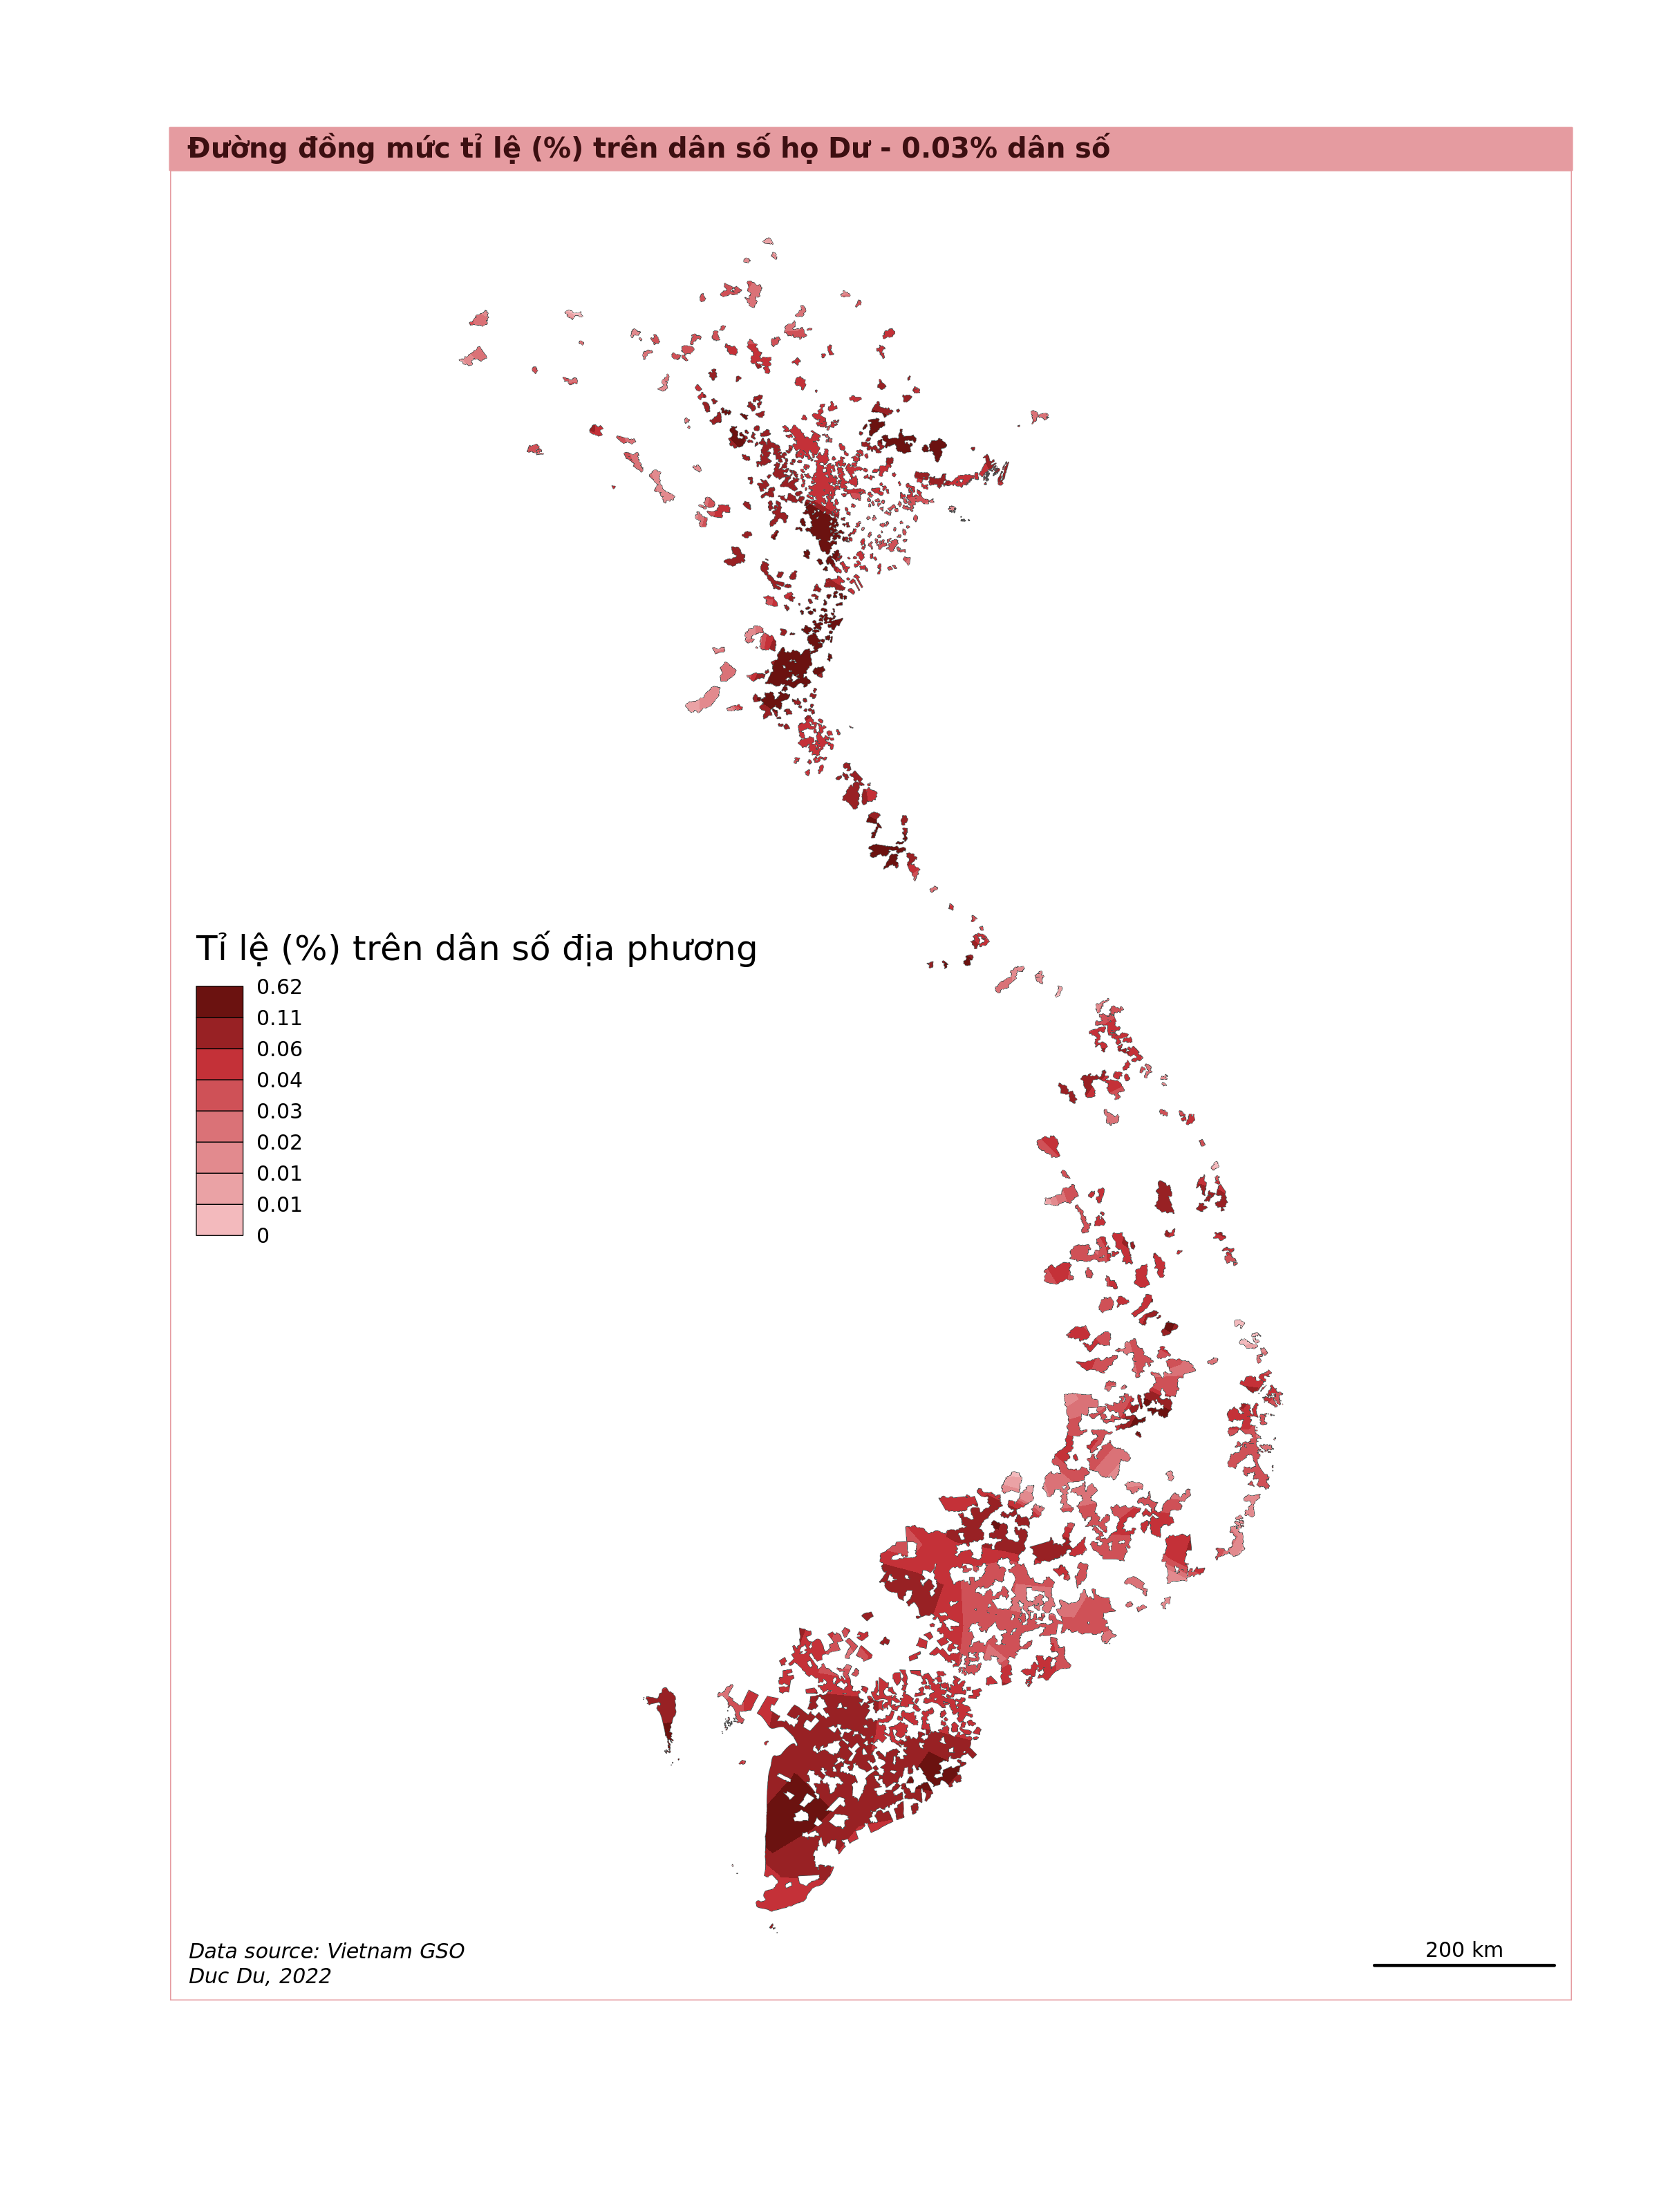 Đường đồng mức tỉ lệ (%) trên dân số họ Dư - 0.03% dân số
Tỉ lệ (%) trên dân số địa phương
0.62
0.11
0.06
0.04
0.03
0.02
0.01
0.01
0
Data source: Vietnam GSO
Duc Du, 2022
200 km